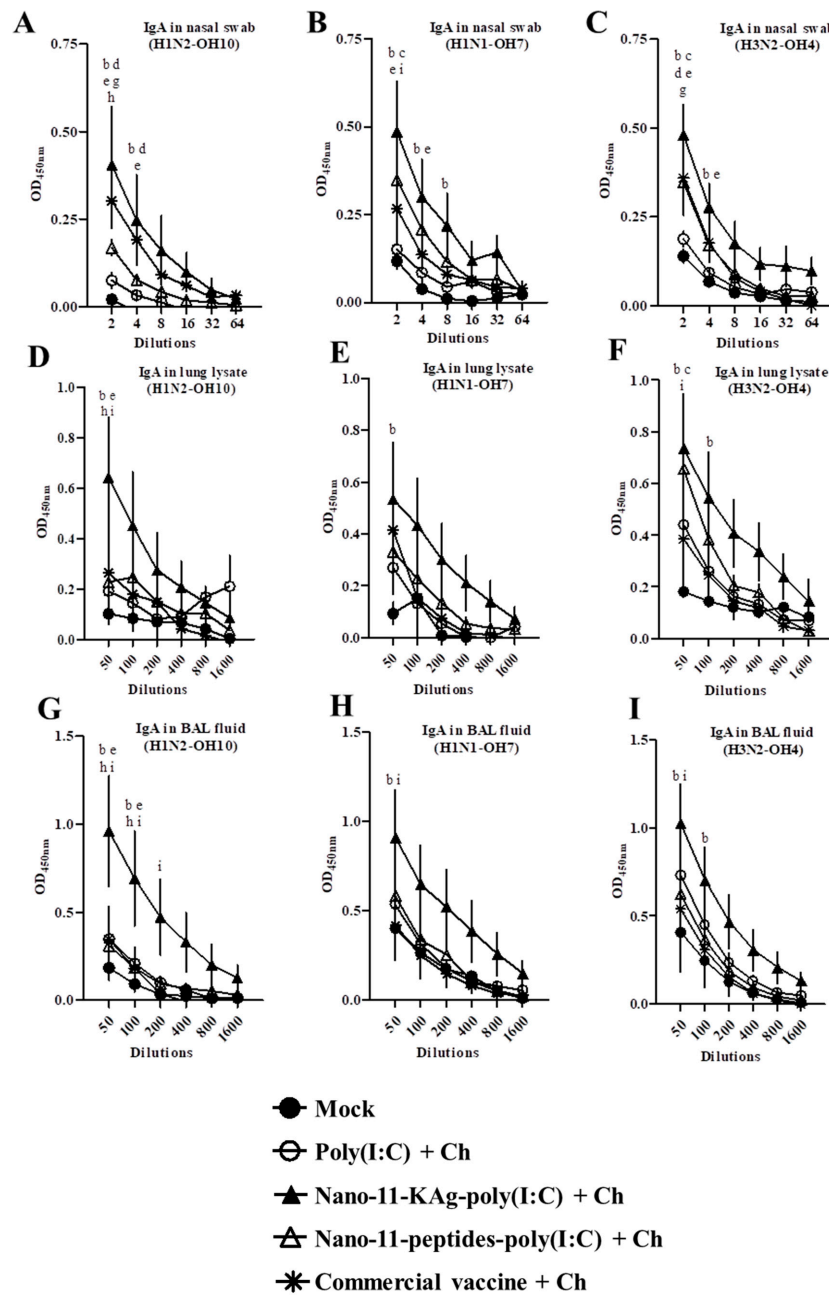 A
IgA in nasal swab
(H1N2-OH10)
0.75
0.50
0.25
0.00
OD450nm
b d
e g
h
b d
e
2 4 8 16 32 64
Dilutions
B
IgA in nasal swab
(H1N1-OH7)
0.75
0.50
0.25
0.00
OD450nm
b c
e i
b e
b
2 4 8 16 32 64
Dilutions
C
IgA in nasal swab
(H3N2-OH4)
0.75
0.50
0.25
0.00
OD450nm
b c
d e
g
b e
2 4 8 16 32 64
Dilutions
D
IgA in lung lysate
(H1N2-OH10)
1.0
0.8
0.6
0.4
0.2
0.0
OD450nm
b e
h i
50 100 200 400 800 1600
Dilutions
E
IgA in lung lysate
(H1N1-OH7)
1.0
0.8
0.6
0.4
0.2
0.0
OD450nm
b
50 100 200 400 800 1600
Dilutions
F
IgA in lung lysate
(H3N2-OH4)
1.0
0.8
0.6
0.4
0.2
0.0
OD450nm
b c
i
b
50 100 200 400 800 1600
Dilutions
G
IgA in BAL fluid
(H1N2-OH10)
1.5
1.0
0.5
0.0
OD450nm
b e
h i
b e
h i
i
50 100 200 400 800 1600
Dilutions
H
IgA in BAL fluid
(H1N1-OH7)
1.5
1.0
0.5
0.0
OD450nm
b i
50 100 200 400 800 1600
Dilutions
I
IgA in BAL fluid
(H3N2-OH4)
1.5
1.0
0.5
0.0
OD450nm
b i
b
50 100 200 400 800 1600
Dilutions
Mock
Poly(I:C) + Ch
Nano-11-KAg-poly(I:C) + Ch
Nano-11-peptides-poly(I:C) + Ch
Commercial vaccine + Ch